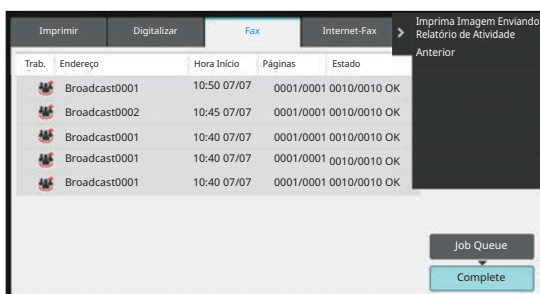 Imprimir Digitalizar Fax Internet-Fax
Imprima Imagem Enviando
Relatório de Atividade
Anterior
Trab. Endereço Hora Início Páginas Estado
Broadcast0001 10:50 07/07 0001/0001 0010/0010 OK
Broadcast0002 10:45 07/07 0001/0001 0010/0010 OK
Broadcast0001 10:40 07/07 0001/0001 0010/0010 OK
Broadcast0001 10:40 07/07 0001/0001 0010/0010 OK
Broadcast0001 10:40 07/07 0001/0001 0010/0010 OK
Job Queue
Complete